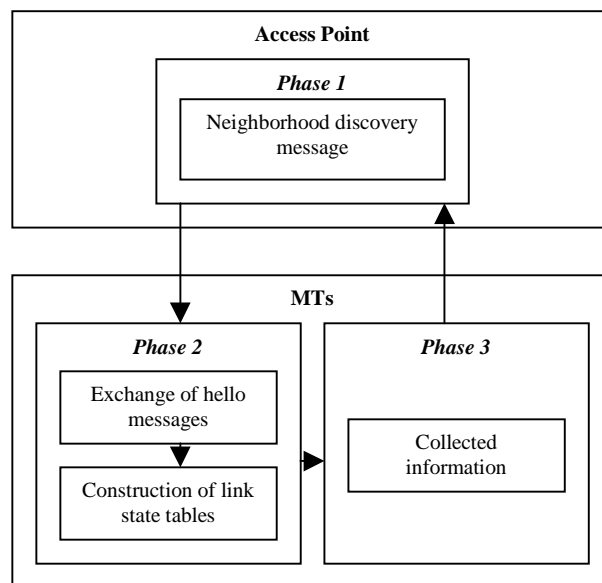 Access Point
Phase 1
Neighborhood discovery
message
MTs
Phase 2
Exchange of hello
messages
Construction of link
state tables
Phase 3
Collected
information